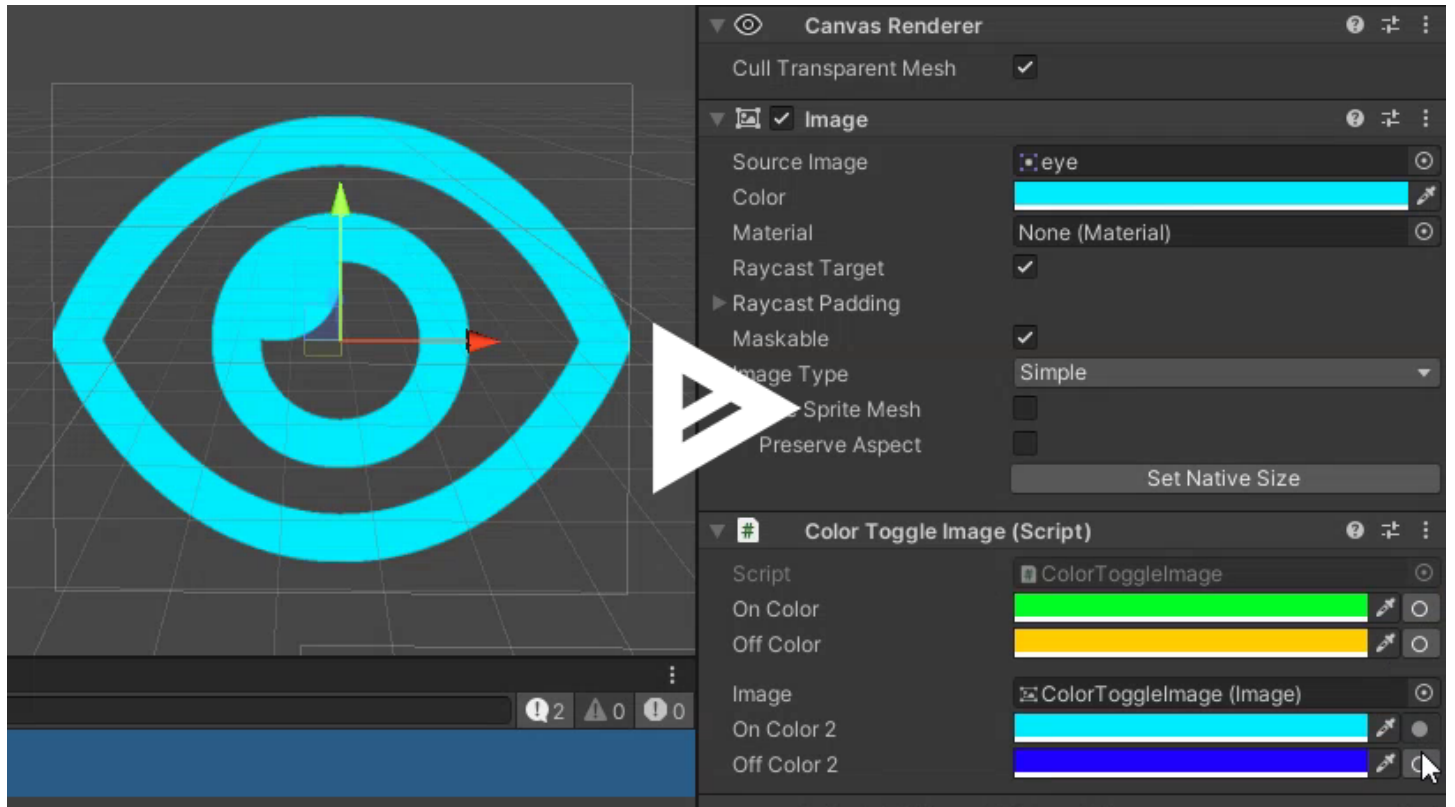 Canvas Renderer
Cull Transparent Mesh
Image
Source Image eye
Color
Material None (Material)
Raycast Target
Raycast Padding
Maskable
Image Type Simple
Sprite Mesh
Preserve Aspect
Set Native Size
# Color Toggle Image (Script)
Script # ColorToggleImage
On Color
Off Color
Image ColorToggleImage (Image)
On Color 2
Off Color 2
2 0 0